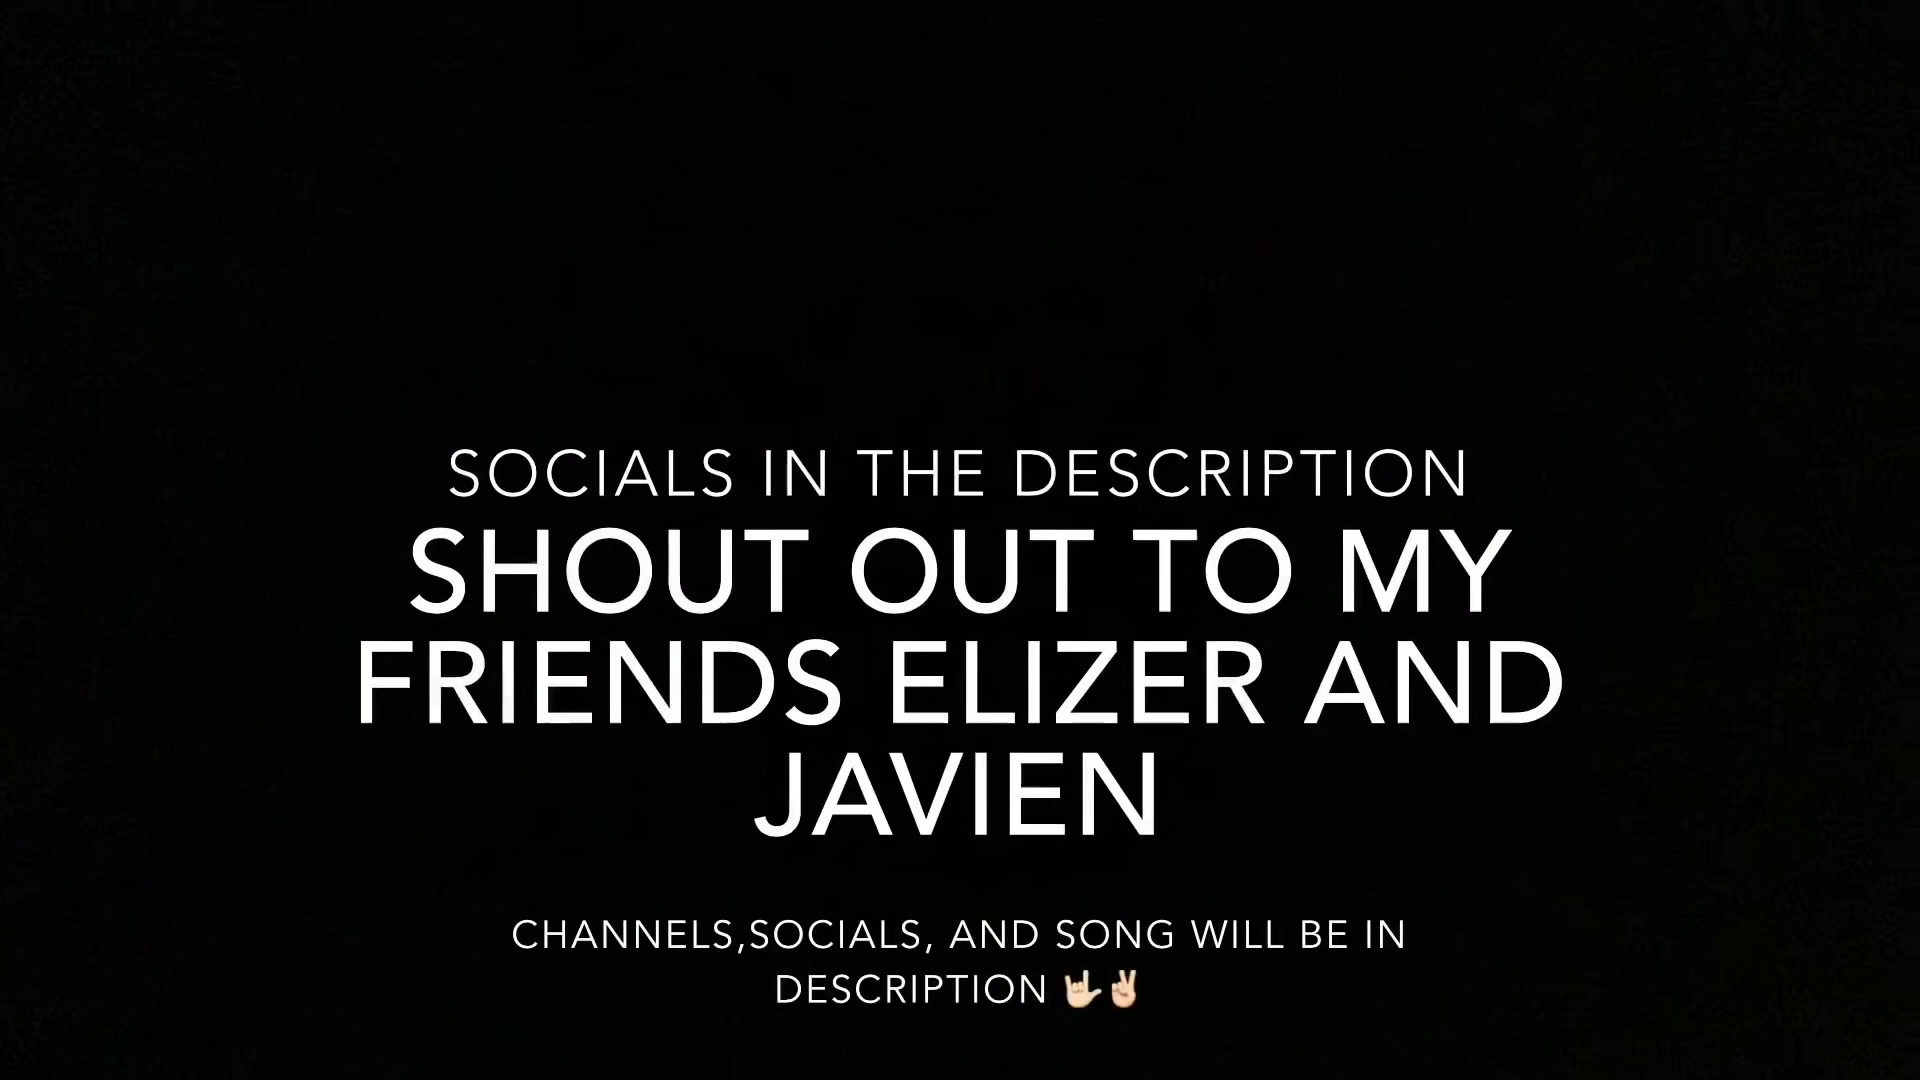 SOCIALS IN THE DESCRIPTION
SHOUT OUT TO MY
FRIENDS ELIZER AND
JAVIEN
CHANNELS,SOCIALS, AND SONG WILL BE IN
DESCRIPTION 🤟🏻✌🏻